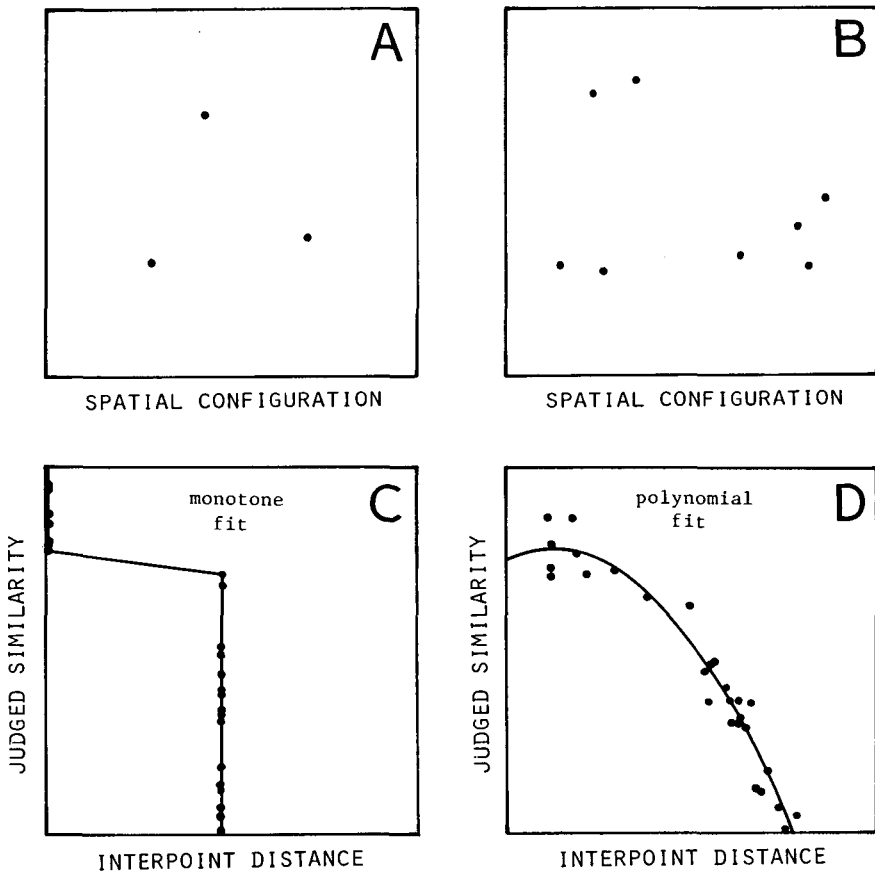 A
B
SPATIAL CONFIGURATION
SPATIAL CONFIGURATION
JUDGED SIMILARITY
monotone
fit
C
INTERPOINT DISTANCE
JUDGED SIMILARITY
polynomial
fit
D
INTERPOINT DISTANCE